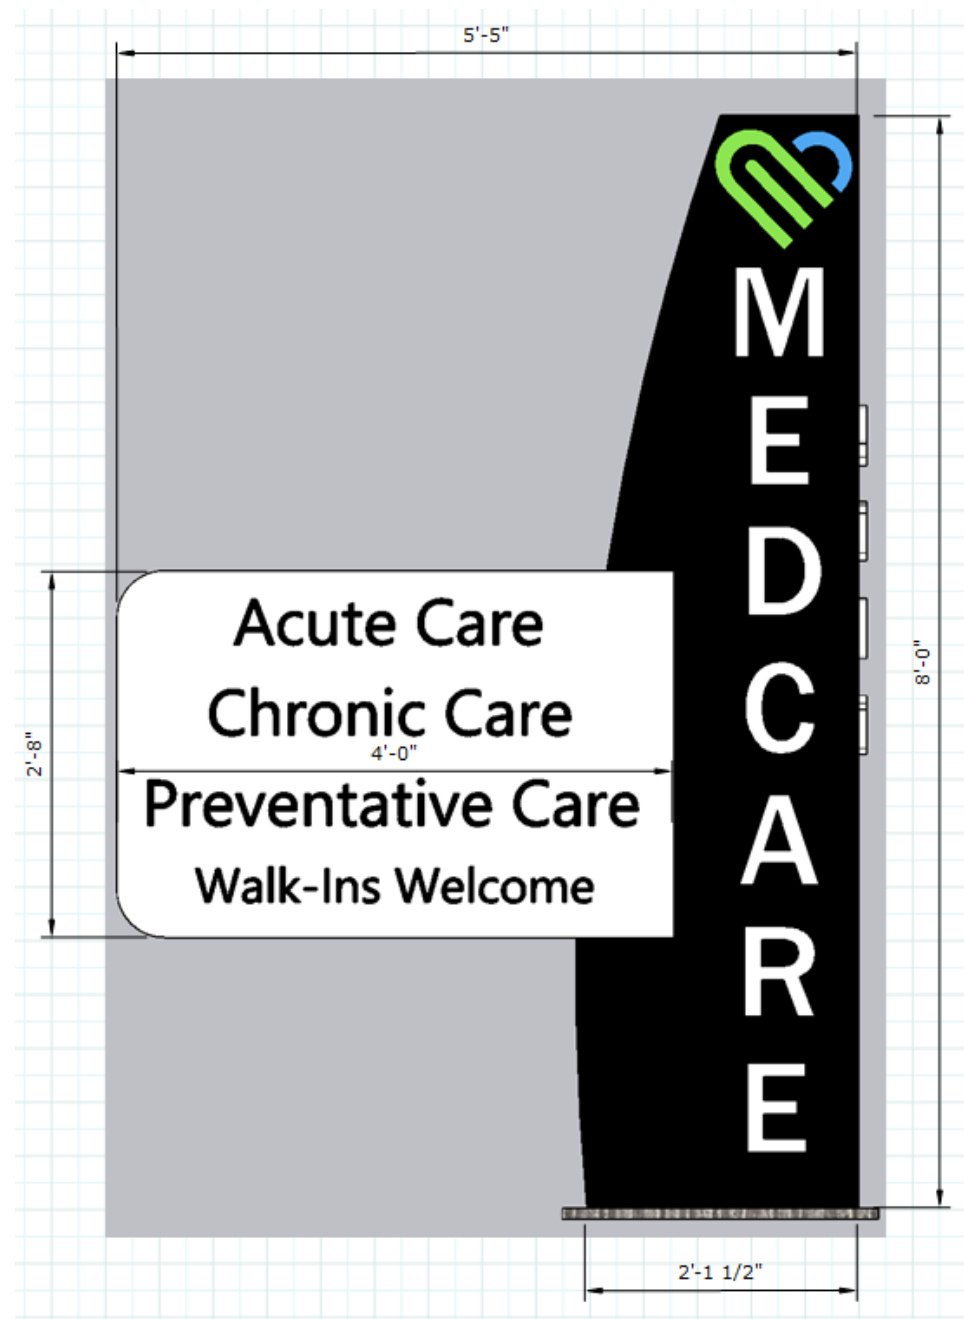 5'-5"
M
E
D
C
A
R
E
Acute Care
Chronic Care
4'-0"
Preventative Care
Walk-Ins Welcome
2'-8"
8'-0"
2'-1 1/2"